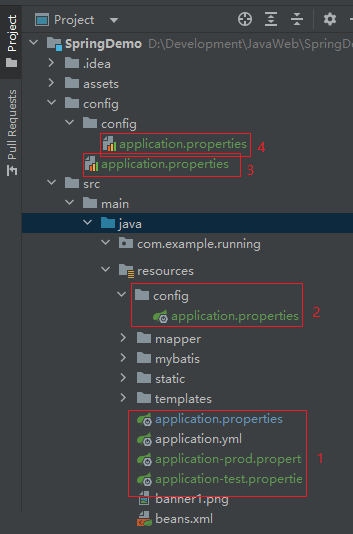 Project
Project
Pull Requests
SpringDemo D:\Development\JavaWeb\SpringDem
.idea
assets
config
config
application.properties 4
application.properties 3
src
main
java
com.example.running
resources
config
application.properties 2
mapper
mybatis
static
templates
application.properties
application.yml
application-prod.propert 1
application-test.propertie
banner1.png
beans.xml